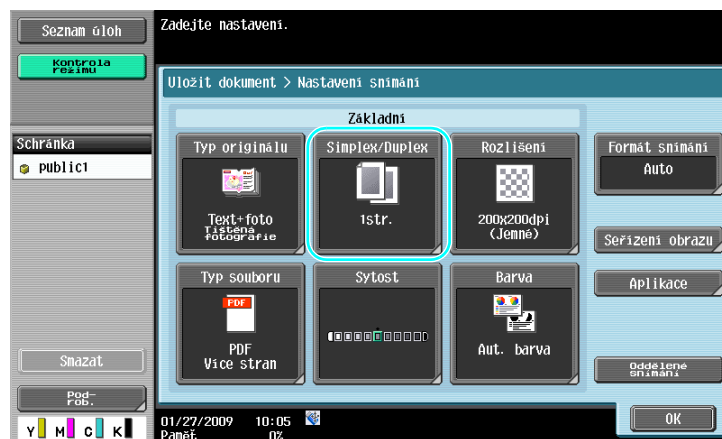 Seznam úloh
Kontrola
režimu
Schránka
public1
Smazat
Pod-
rob.
Y M C K
Zadejte nastavení.
Uložit dokument > Nastavení snímání
Základní
Typ originálu
Text+foto
Tištěná
fotografie
Simplex/Duplex
1str.
Rozlišení
200x200dpi
(Jemné)
Typ souboru
PDF
PDF
Více stran
Sytost
Barva
Aut. barva
Formát snímání
Auto
Seřízení obrazu
Aplikace
Oddělené
snímání
01/27/2009 10:05
Paměť 0%
OK